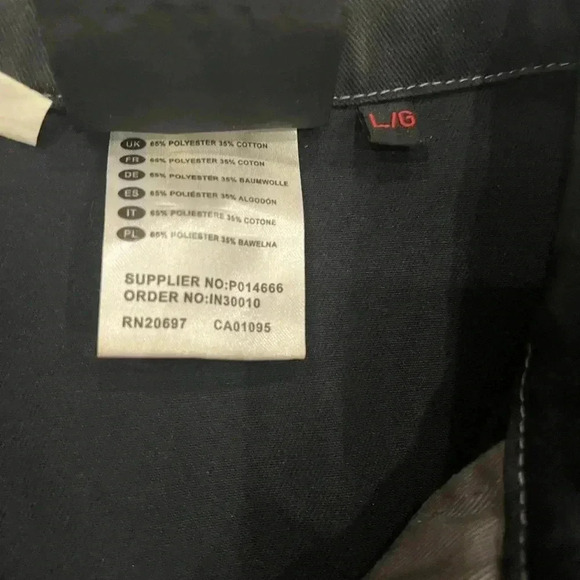 L/G
UK 65% POLYESTER 35% COTTON
FR 65% POLYESTER 35% COTON
DE 65% POLYESTER 35% BAUMWOLLE
ES 65% POLIÉSTER 35% ALGODÓN
IT 65% POLIESTERE 35% COTONE
PL 65% POLIESTER 35% BAWELNA
SUPPLIER NO:P014666
ORDER NO:IN30010
RN20697 CA01095